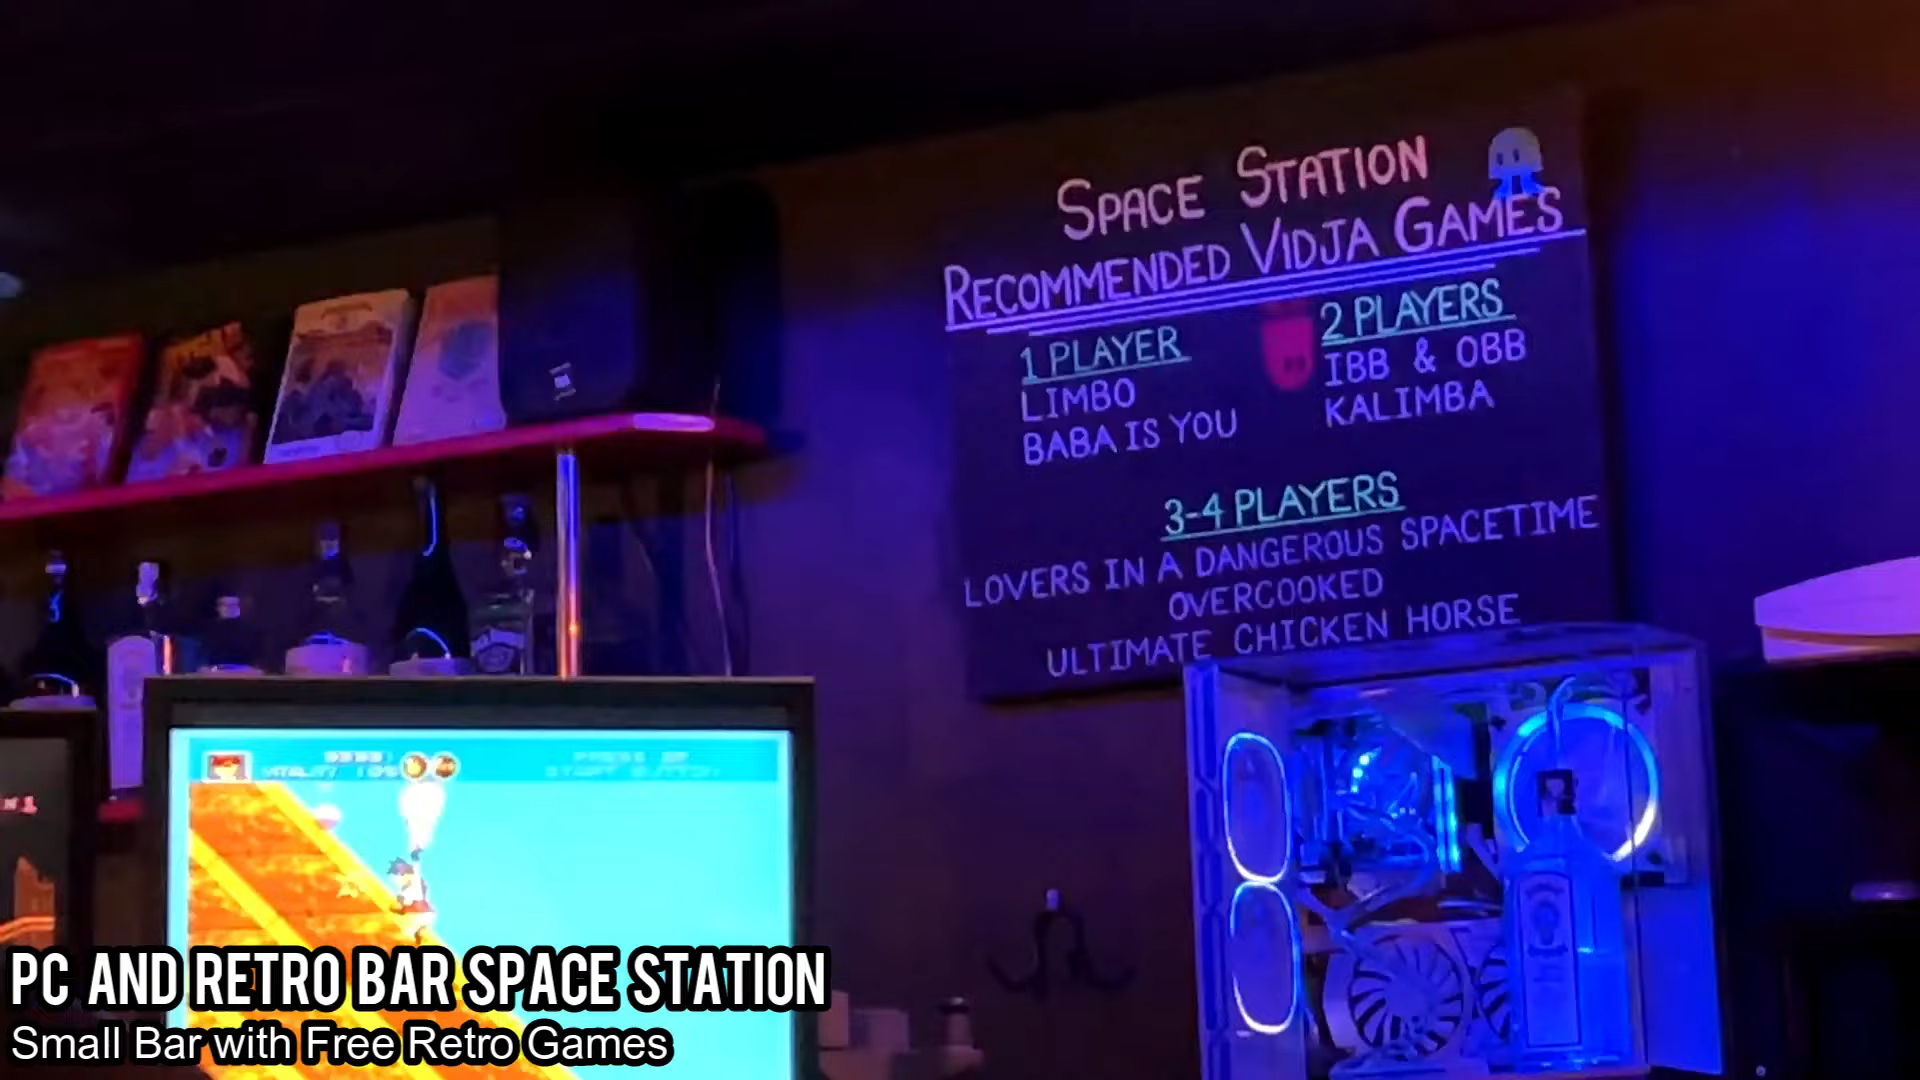 SPACE STATION
RECOMMENDED VIDJA GAMES
1 PLAYER
LIMBO
BABA IS YOU
2 PLAYERS
IBB & OBB
KALIMBA
3-4 PLAYERS
LOVERS IN A DANGEROUS SPACETIME
OVERCOOKED
ULTIMATE CHICKEN HORSE
PC AND RETRO BAR SPACE STATION
Small Bar with Free Retro Games